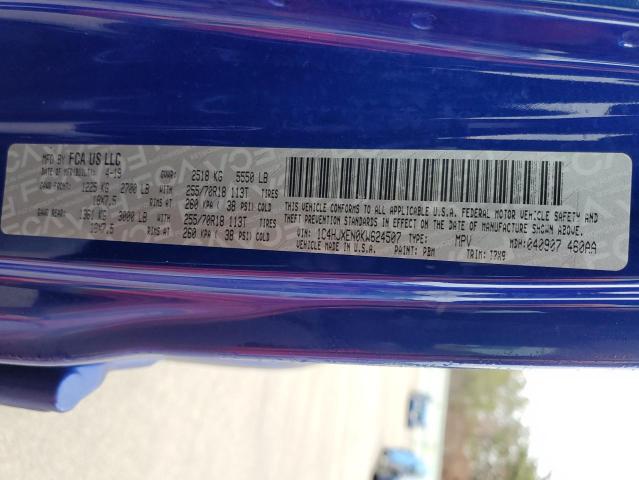 MFD BY FCA US LLC
DATE OF MFR 4-19 GVWR: 2518 KG 5550 LB
GAWR FRONT: 1225 KG 2700 LB WITH 255/70R18 113T TIRES
18X7.5 RIMS AT 260 KPA ( 38 PSI) COLD
GAWR REAR: 1361 KG 3000 LB WITH 255/70R18 113T TIRES
18X7.5 RIMS AT 260 KPA ( 38 PSI) COLD
THIS VEHICLE CONFORMS TO ALL APPLICABLE U.S.A. FEDERAL MOTOR VEHICLE SAFETY AND
THEFT PREVENTION STANDARDS IN EFFECT ON THE DATE OF MANUFACTURE SHOWN ABOVE.
VIN: 1C4HJXEN0KW624507 TYPE: MPV MDH: 040907 460AA
VEHICLE MADE IN U.S.A. PAINT: PBM TRIM: I7X9